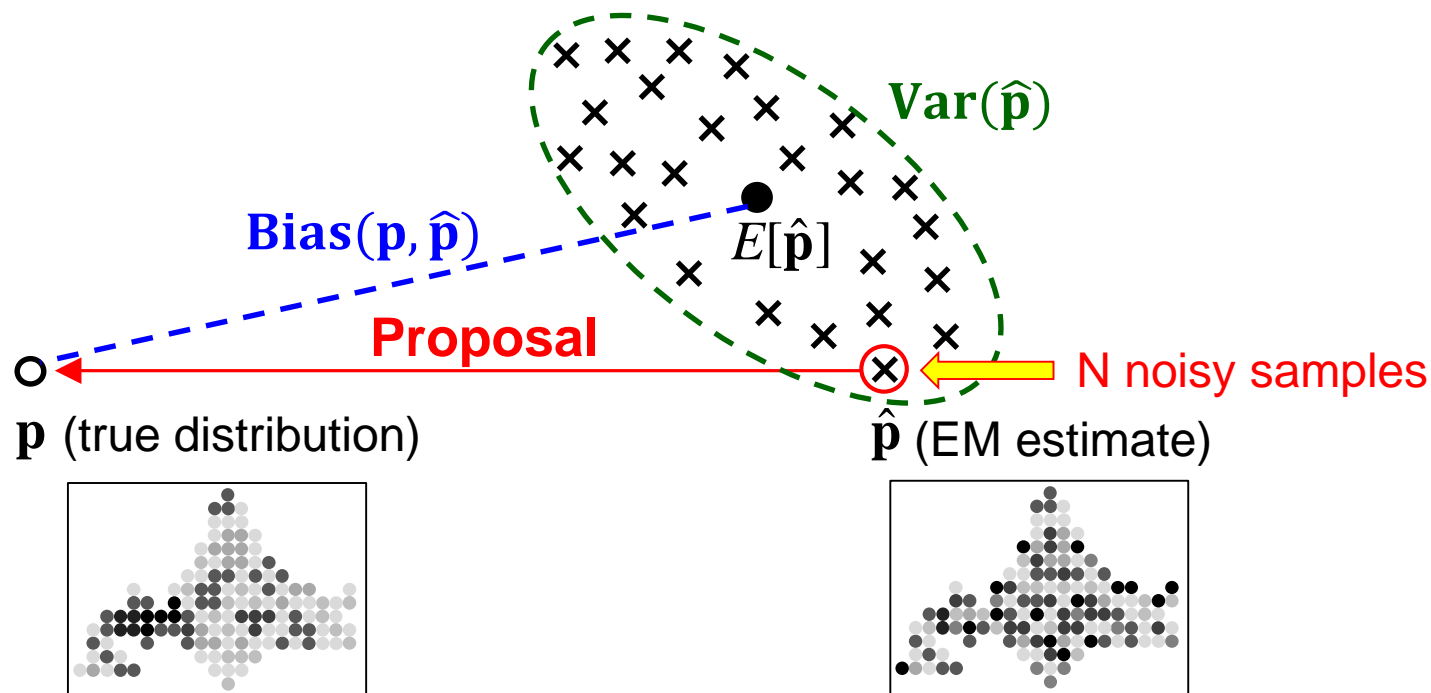 Var(p̂)
Bias(p, p̂)
E[p̂]
Proposal
N noisy samples
p (true distribution)
p̂ (EM estimate)